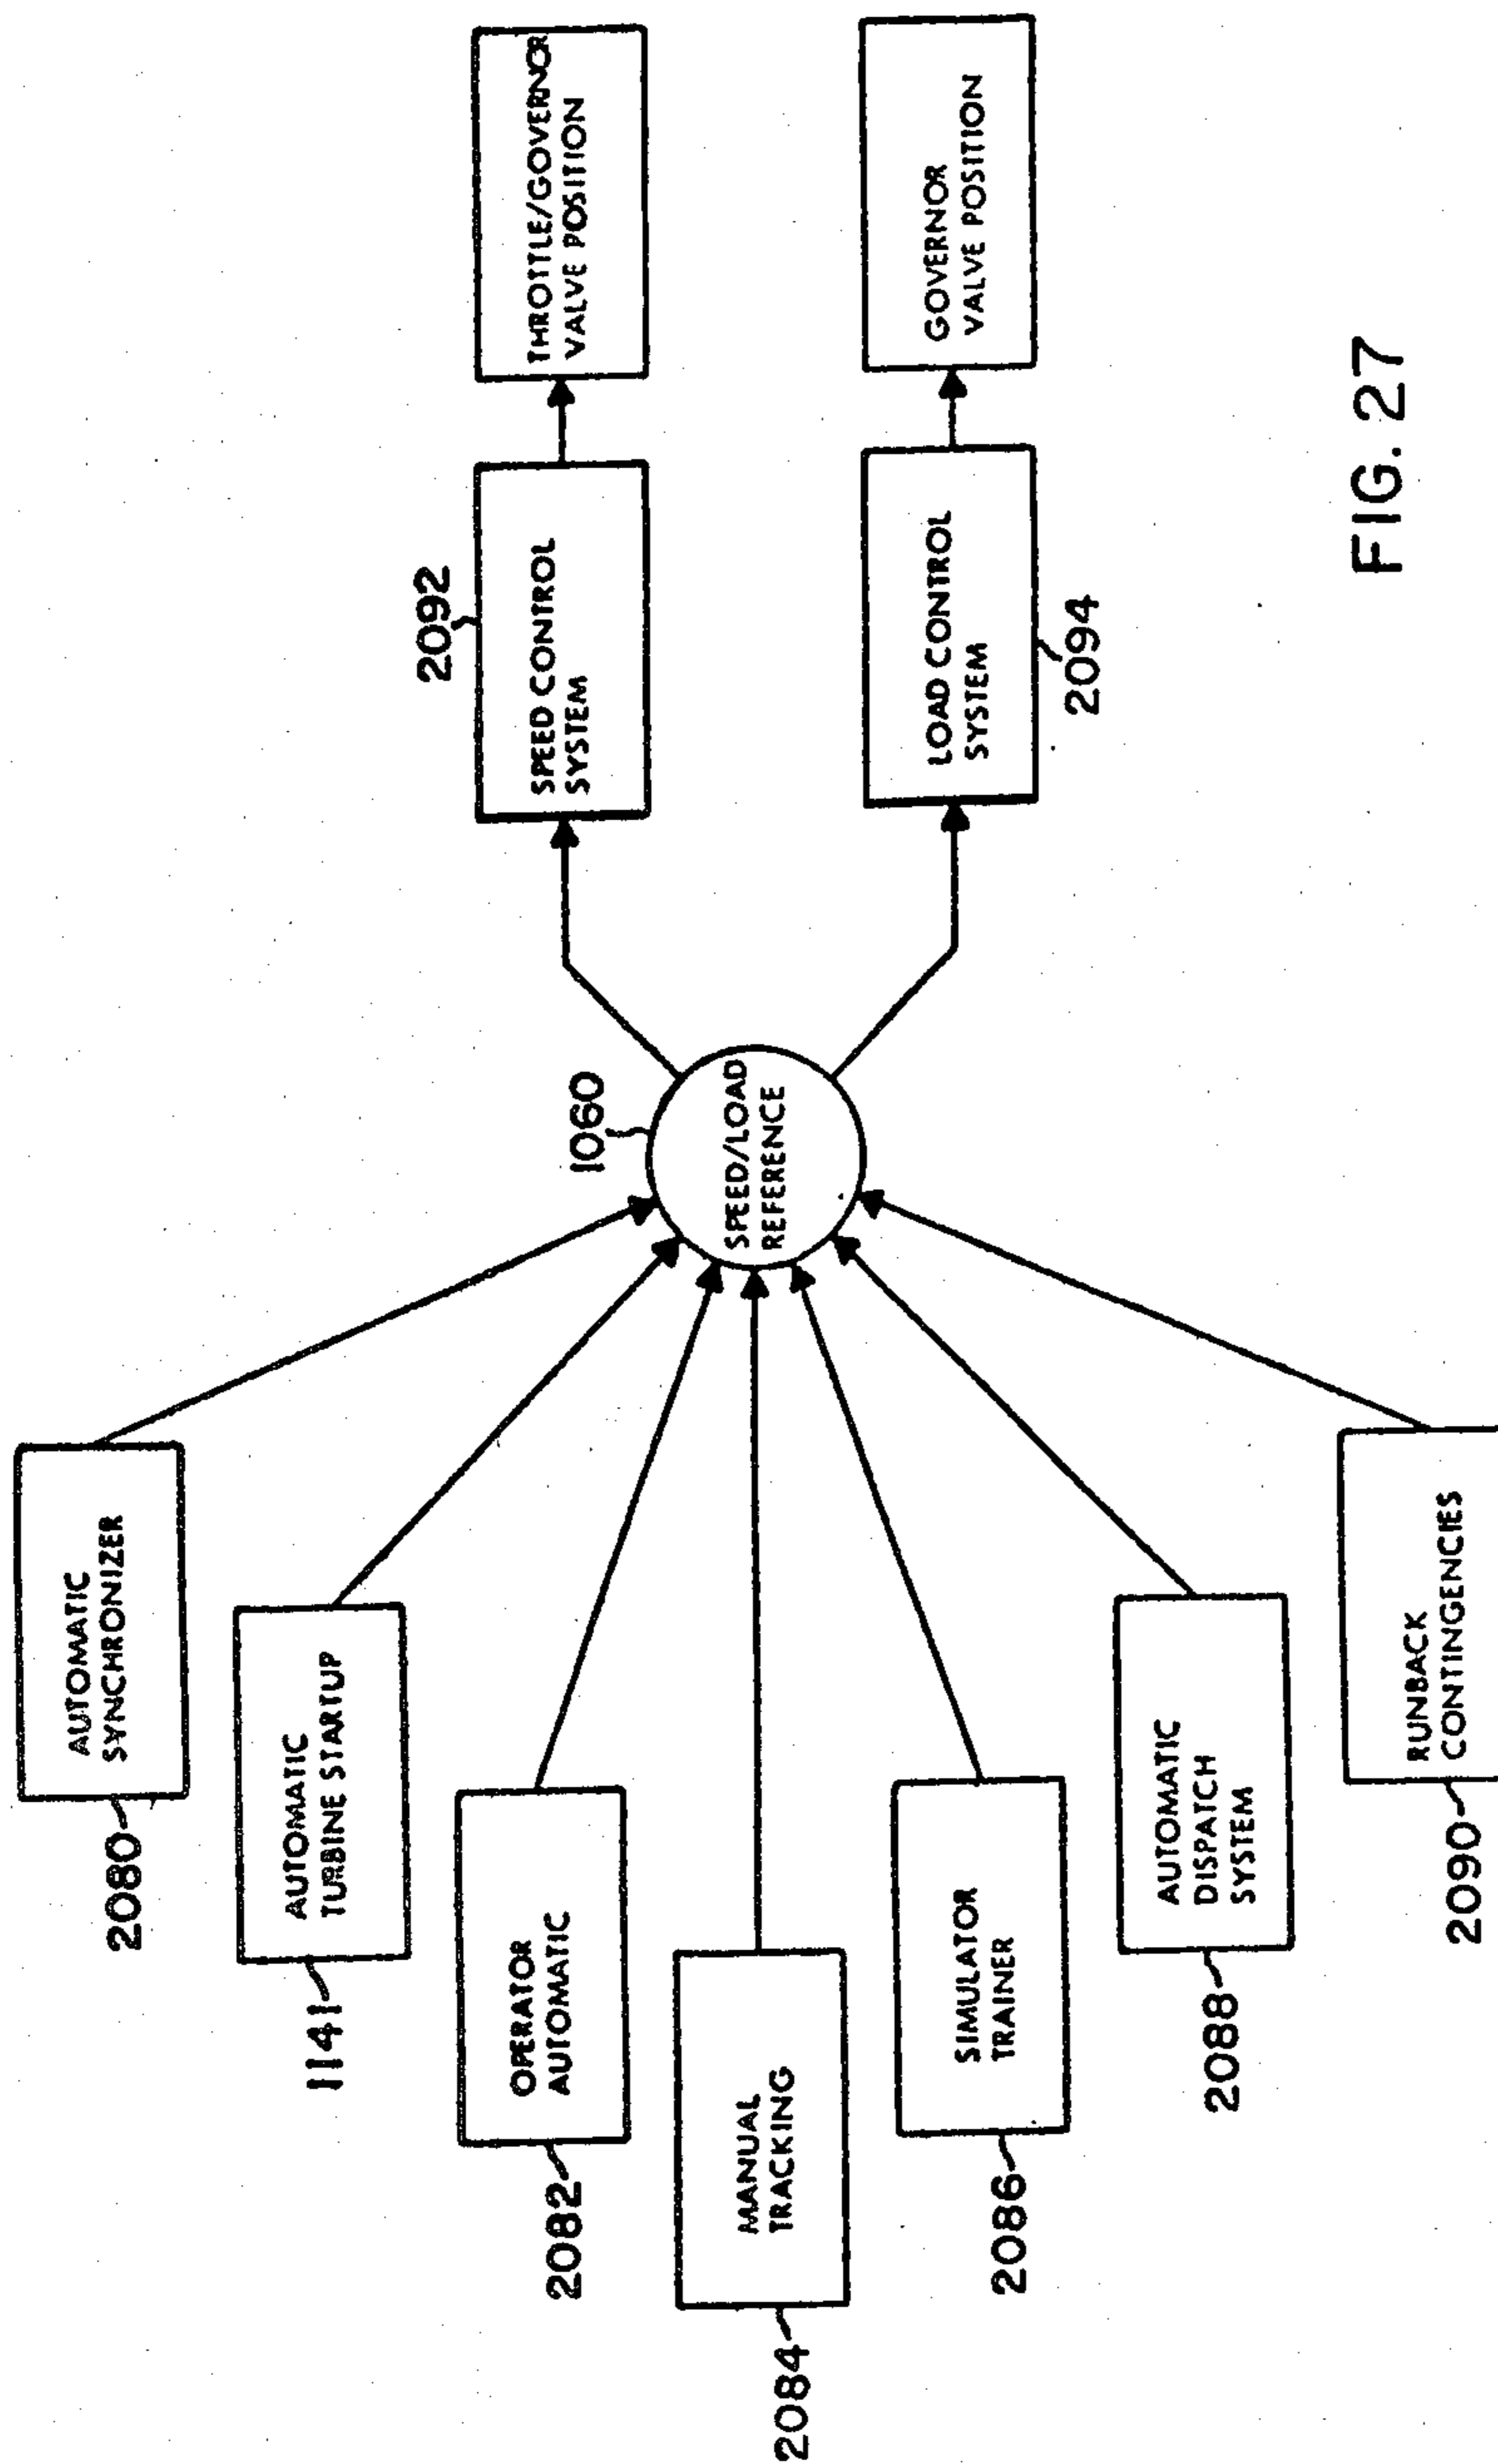 2080
AUTOMATIC
SYNCHRONIZER
1141
AUTOMATIC
TURBINE STARTUP
2082
OPERATOR
AUTOMATIC
2084
MANUAL
TRACKING
2086
SIMULATOR
TRAINER
2088
AUTOMATIC
DISPATCH
SYSTEM
2090
RUNBACK
CONTINGENCIES
1060
SPEED/LOAD
REFERENCE
2092
SPEED CONTROL
SYSTEM
THROTTLE/GOVERNOR
VALVE POSITION
LOAD CONTROL
SYSTEM
2094
GOVERNOR
VALVE POSITION
FIG. 27